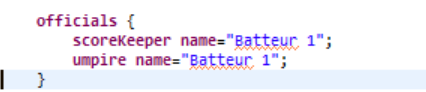 officials {
scoreKeeper name="Batteur 1";
umpire name="Batteur 1";
}